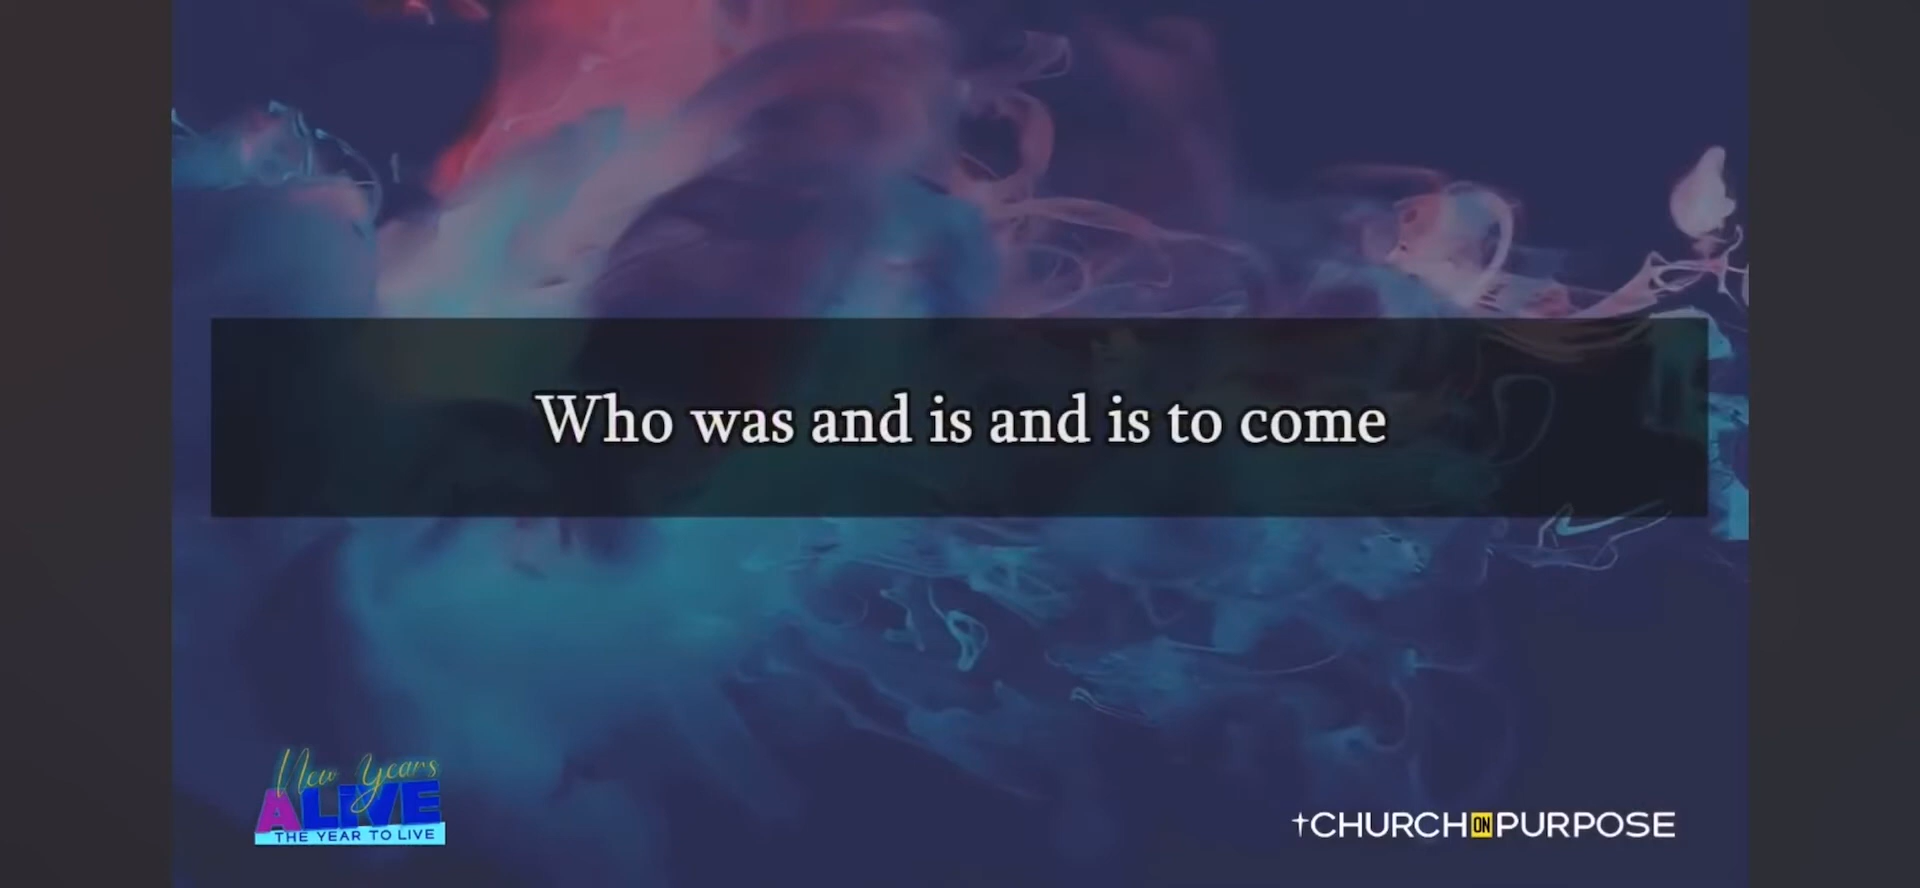 Who was and is and is to come
New Years
ALIVE
THE YEAR TO LIVE
CHURCH ON PURPOSE